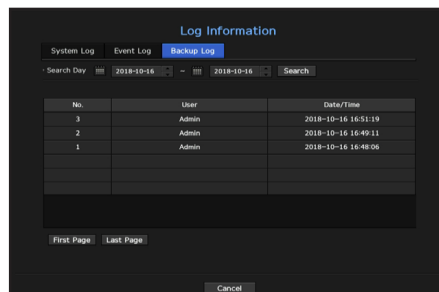 Log Information
System Log Event Log Backup Log
· Search Day 2018-10-16 ~ 2018-10-16 Search
No. User Date/Time
3 Admin 2018-10-16 16:51:19
2 Admin 2018-10-16 16:49:11
1 Admin 2018-10-16 16:48:06
First Page Last Page
Cancel